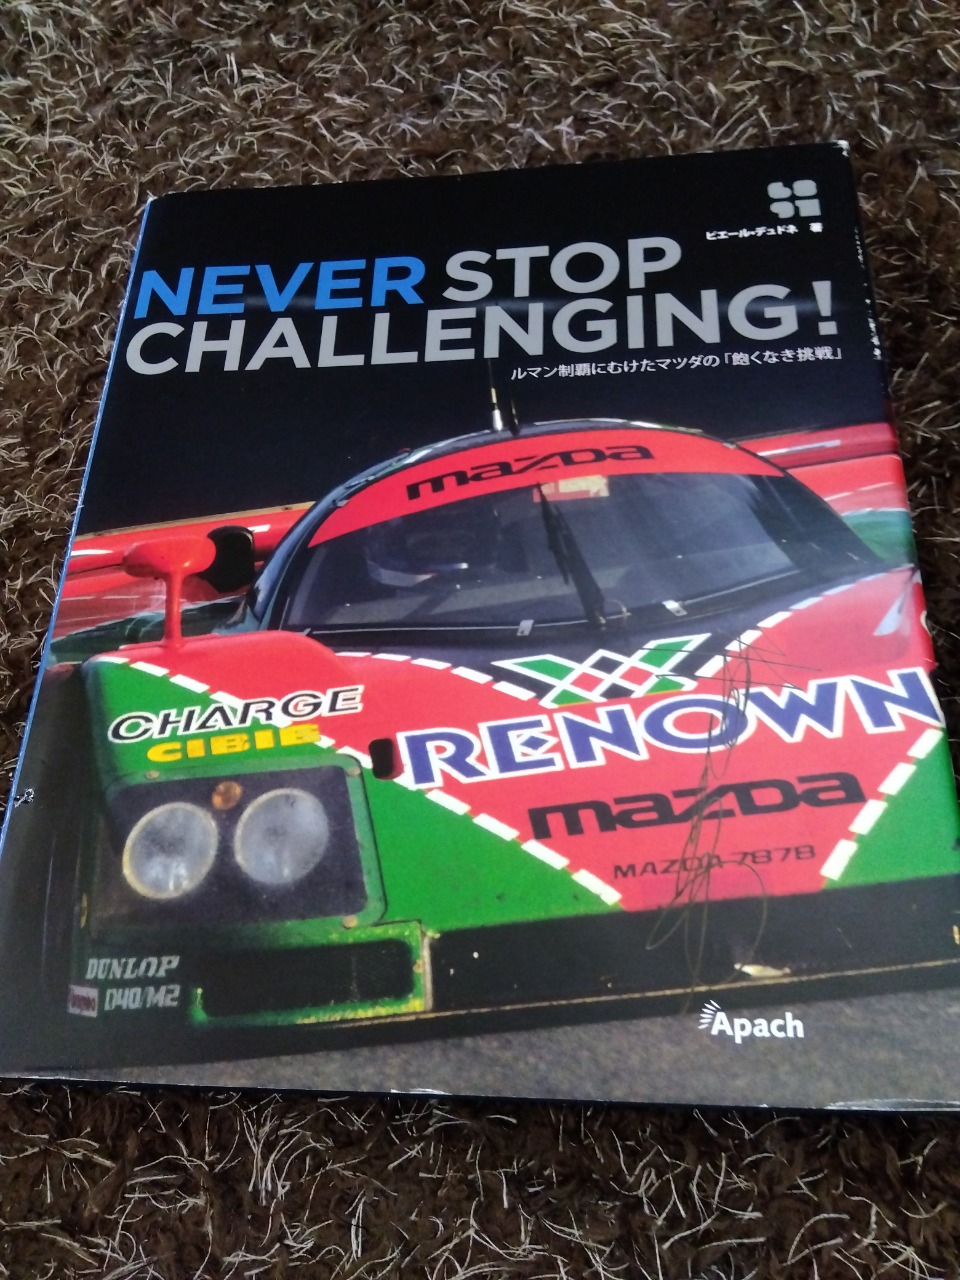 ピエール・デュドネ 著
NEVER STOP
CHALLENGING!
ルマン制覇にむけたマツダの「飽くなき挑戦」
mazda
CHARGE
CIBIE
RENOWN
mazda
MAZDA 787B
DUNLOP
D40/M2
Apach